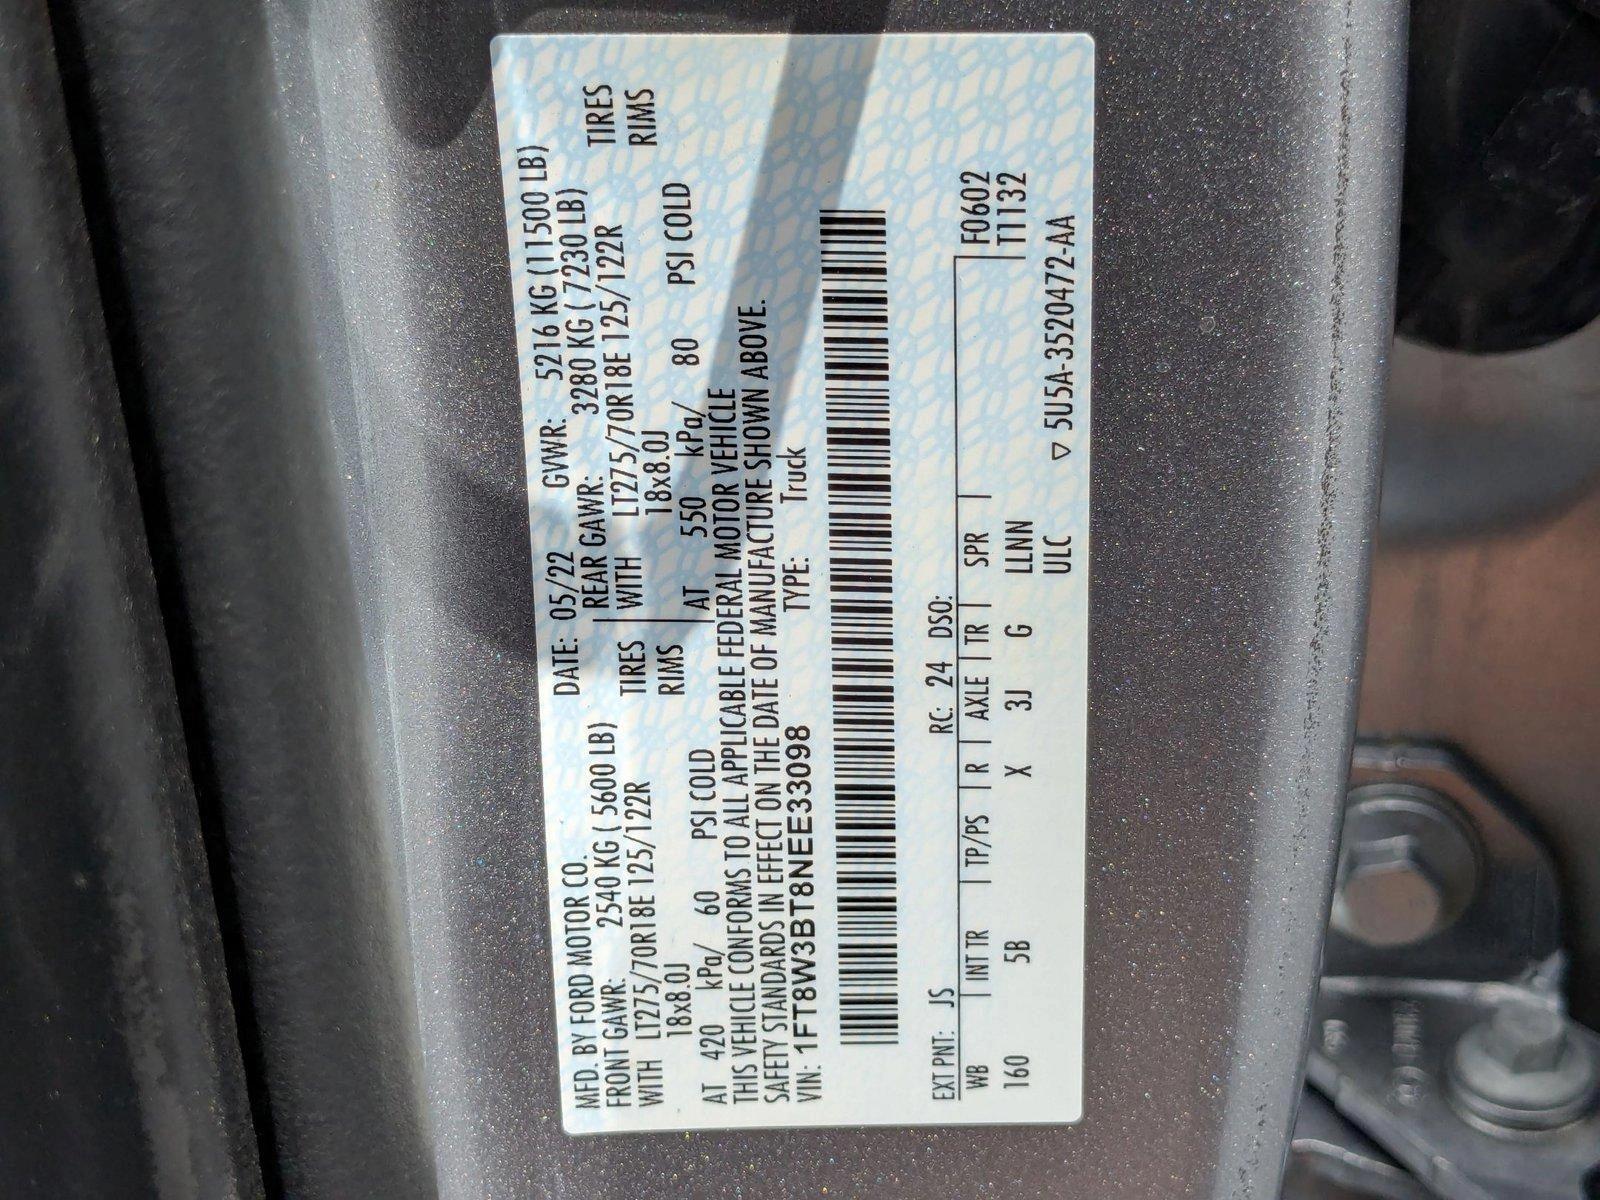 MFD. BY FORD MOTOR CO.
DATE: 05/22 GVWR: 5216 KG (11500 LB)
FRONT GAWR: 2540 KG ( 5600 LB)
REAR GAWR: 3280 KG ( 7230 LB)
WITH LT275/70R18E 125/122R TIRES
WITH LT275/70R18E 125/122R TIRES
18x8.0J RIMS
18x8.0J RIMS
AT 420 kPa/ 60 PSI COLD
AT 550 kPa/ 80 PSI COLD
THIS VEHICLE CONFORMS TO ALL APPLICABLE FEDERAL MOTOR VEHICLE
SAFETY STANDARDS IN EFFECT ON THE DATE OF MANUFACTURE SHOWN ABOVE.
VIN: 1FT8W3BT8NEE33098 TYPE: Truck
EXT PNT: JS RC: 24 DSO:
WB | INT TR | TP/PS | R | AXLE | TR | SPR | F0602
160 5B X 3J G LLNN T1132
ULC ▽ 5U5A-3520472-AA